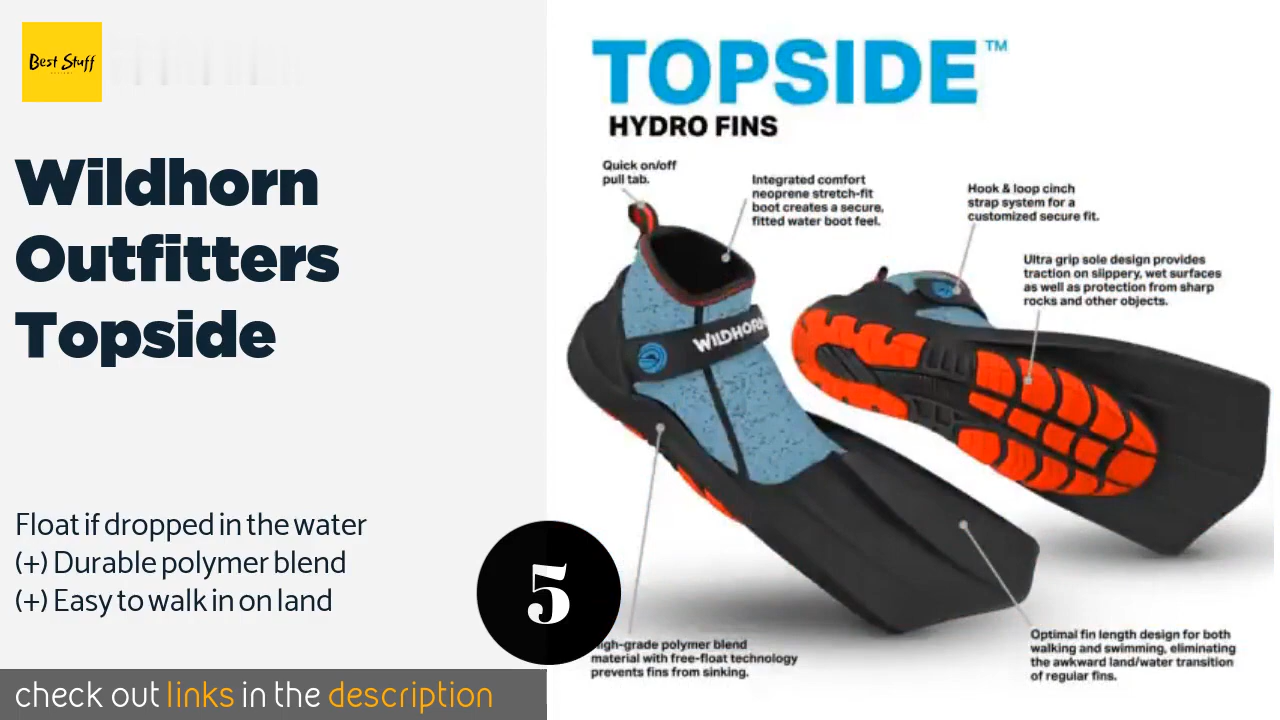 Best Stuff
Wildhorn
Outfitters
Topside
Float if dropped in the water
(+) Durable polymer blend
(+) Easy to walk in on land
5
check out links in the description
TOPSIDE™
HYDRO FINS
Quick on/off
pull tab.
Integrated comfort
neoprene stretch-fit
boot creates a secure,
fitted water boot feel.
Hook & loop cinch
strap system for a
customized secure fit.
Ultra grip sole design provides
traction on slippery, wet surfaces
as well as protection from sharp
rocks and other objects.
WILDHORN
polymer blend
material with free-float technology
prevents fins from sinking.
Optimal fin length design for both
walking and swimming, eliminating
the awkward land/water transition
of regular fins.